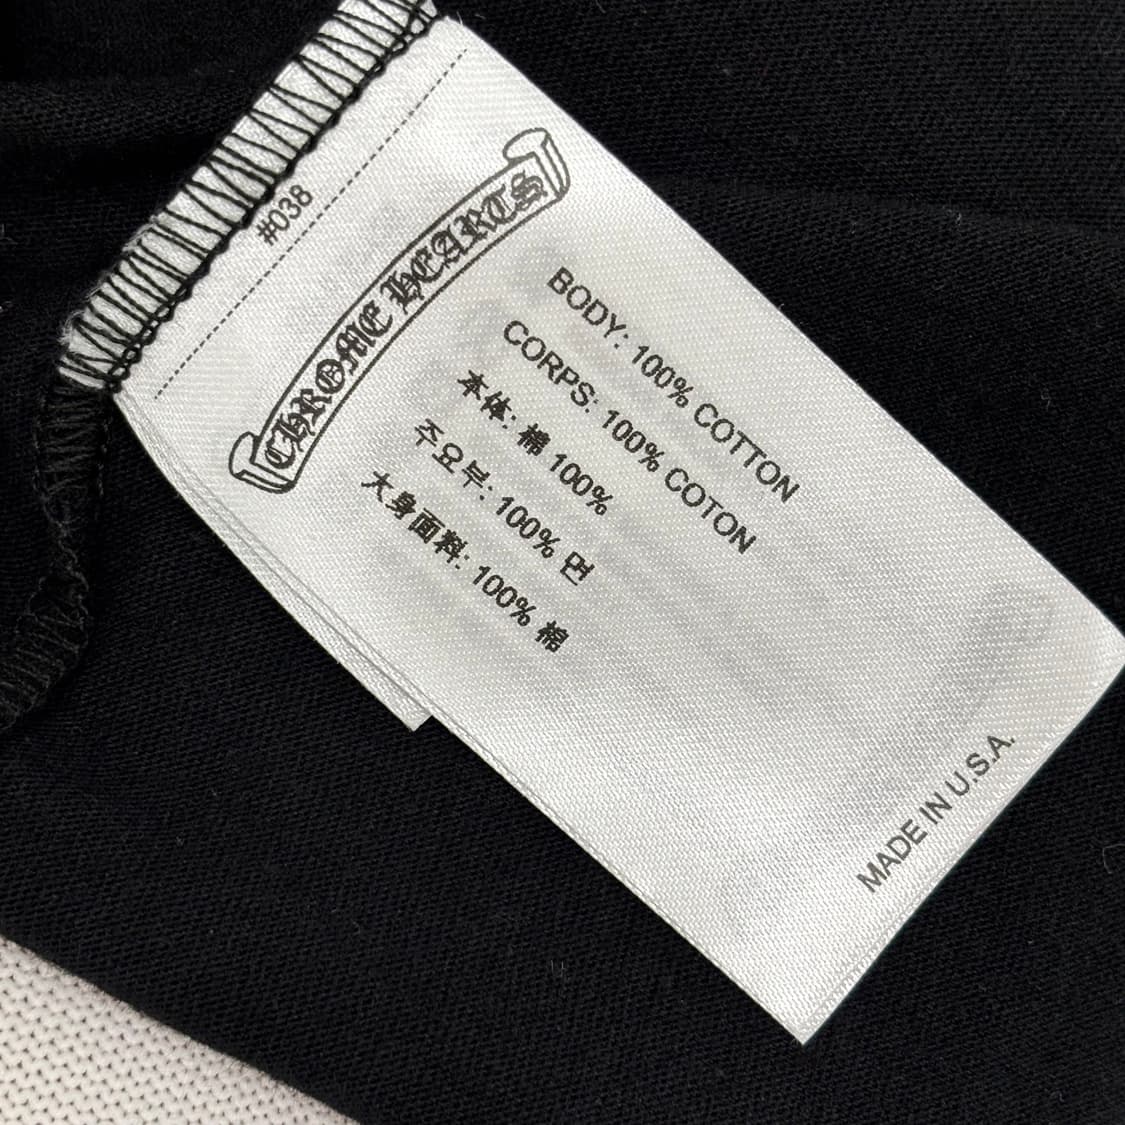 #038
CHROME HEARTS
BODY: 100% COTTON
CORPS: 100% COTON
本体: 棉 100%
주요부: 100% 면
大身面料: 100% 棉
MADE IN U.S.A.